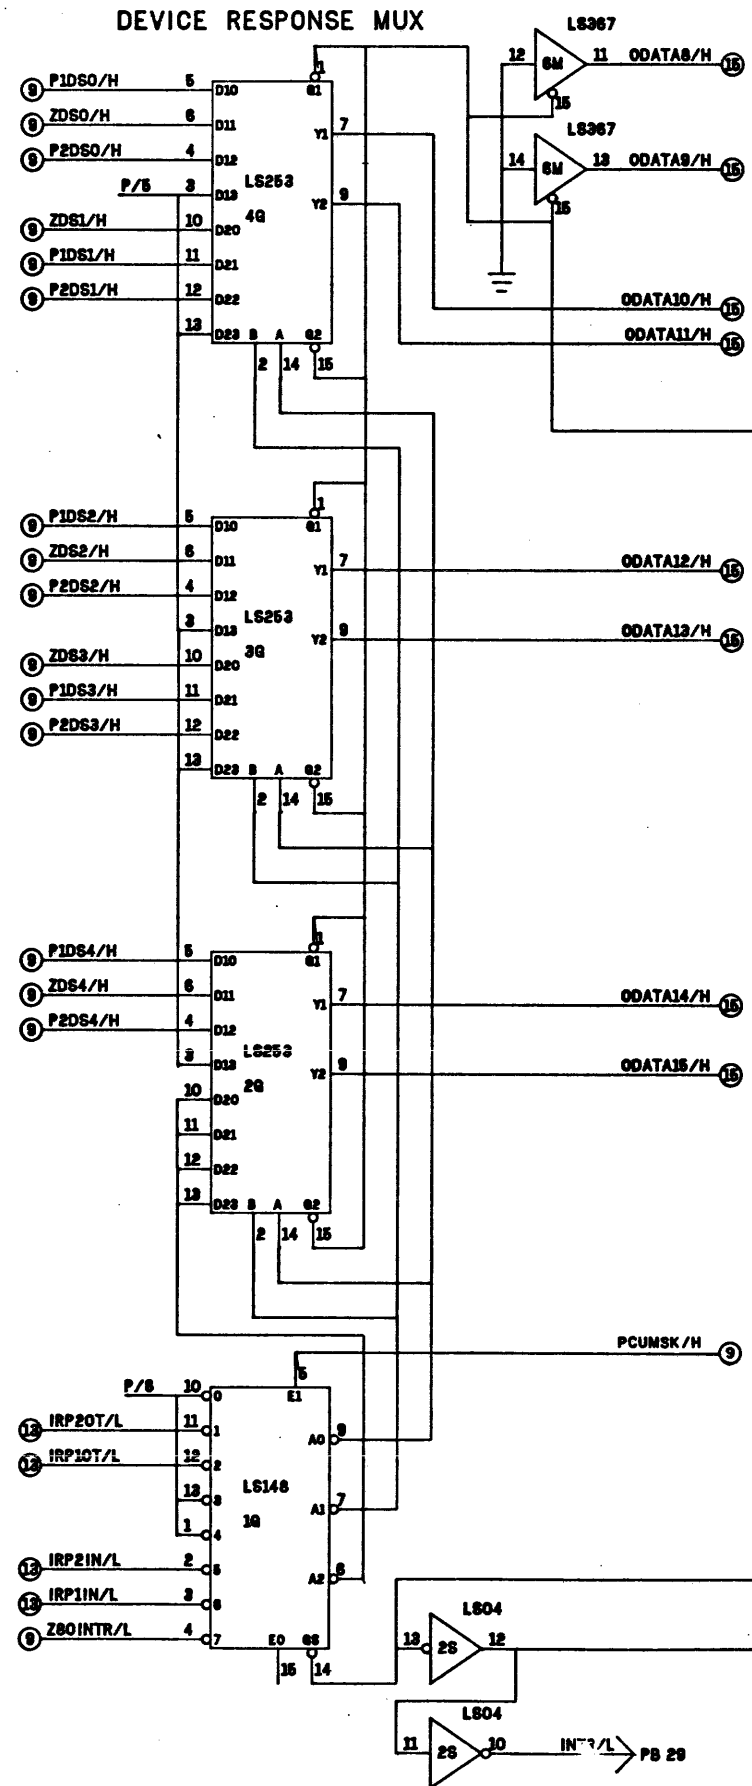 DEVICE RESPONSE MUX
LS367
12 6M 11 ODATA8/H 15
15
LS367
14 6M 13 ODATA9/H 15
15
1
9 P1DS0/H 5 D10 G1
9 ZDS0/H 6 D11
Y1 7
9 P2DS0/H 4 D12
P/5 3 D13 LS253
Y2 9
4G
9 ZDS1/H 10 D20
9 P1DS1/H 11 D21
9 P2DS1/H 12 D22
ODATA10/H 15
13 D23 B A G2
ODATA11/H 15
2 14 15
1
9 P1DS2/H 5 D10 G1
9 ZDS2/H 6 D11
Y1 7 ODATA12/H 15
9 P2DS2/H 4 D12
LS253
3 D13
Y2 9 ODATA13/H 15
3G
9 ZDS3/H 10 D20
9 P1DS3/H 11 D21
9 P2DS3/H 12 D22
13 D23 B A G2
2 14 15
1
9 P1DS4/H 5 D10 G1
9 ZDS4/H 6 D11
Y1 7 ODATA14/H 15
9 P2DS4/H 4 D12
LS253
3 D13
Y2 9 ODATA15/H 15
2G
10 D20
11 D21
12 D22
13 D23 B A G2
2 14 15
PCUMSK/H 9
5
P/6 10 0 E1
13 IRP2OT/L 11 1
A0 9
13 IRP1OT/L 12 2
LS148
13 3
A1 7
1Q
1 4
13 IRP2IN/L 2 5
A2 6
13 IRP1IN/L 3 6
9 Z80INTR/L 4 7
EO GS
15 14
LS04
13 2S 12
LS04
11 2S 10 INTR/L PB 29